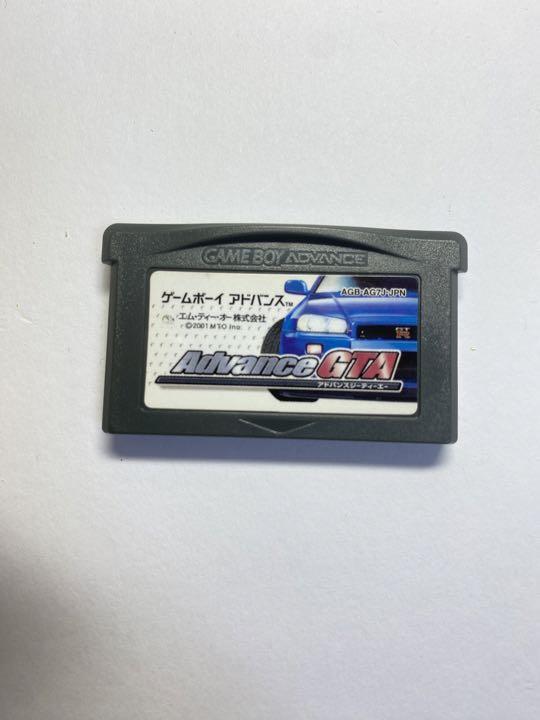 GAME BOY ADVANCE
ゲームボーイ アドバンス™
AGB-AG7J-JPN
エム・ティー・オー株式会社
©2001 MTO Inc.
R
Advance GTA
アドバンスジーティーエー